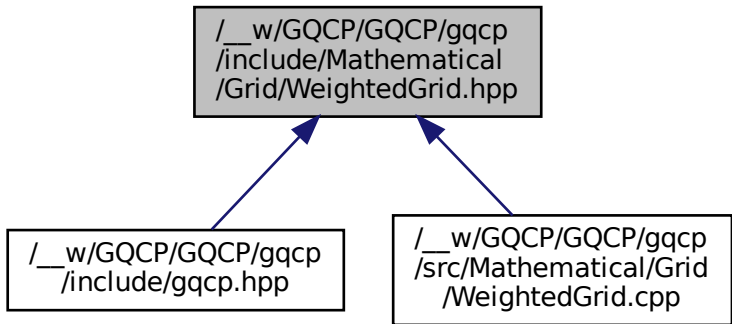 /__w/GQCP/GQCP/gqcp
/include/Mathematical
/Grid/WeightedGrid.hpp
/__w/GQCP/GQCP/gqcp
/include/gqcp.hpp
/__w/GQCP/GQCP/gqcp
/src/Mathematical/Grid
/WeightedGrid.cpp